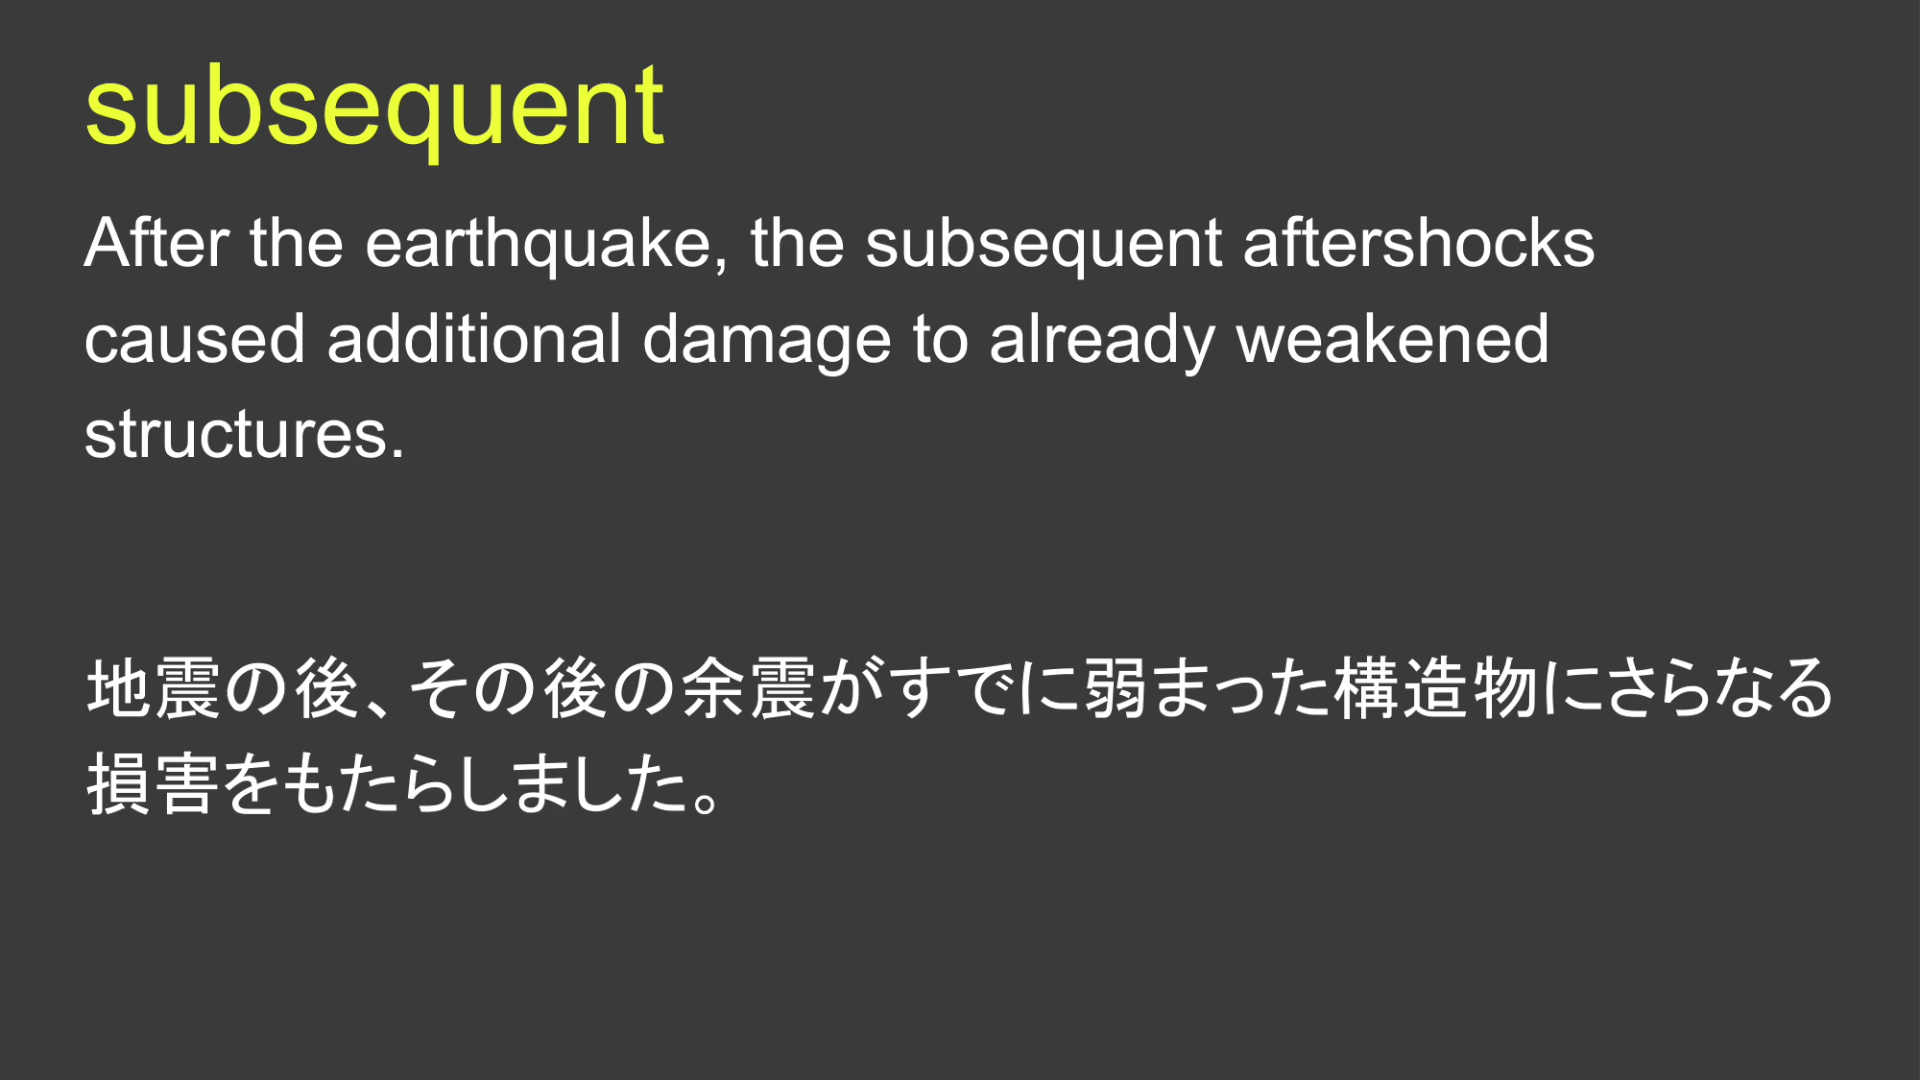 subsequent
After the earthquake, the subsequent aftershocks
caused additional damage to already weakened
structures.
地震の後、その後の余震がすでに弱まった構造物にさらなる
損害をもたらしました。